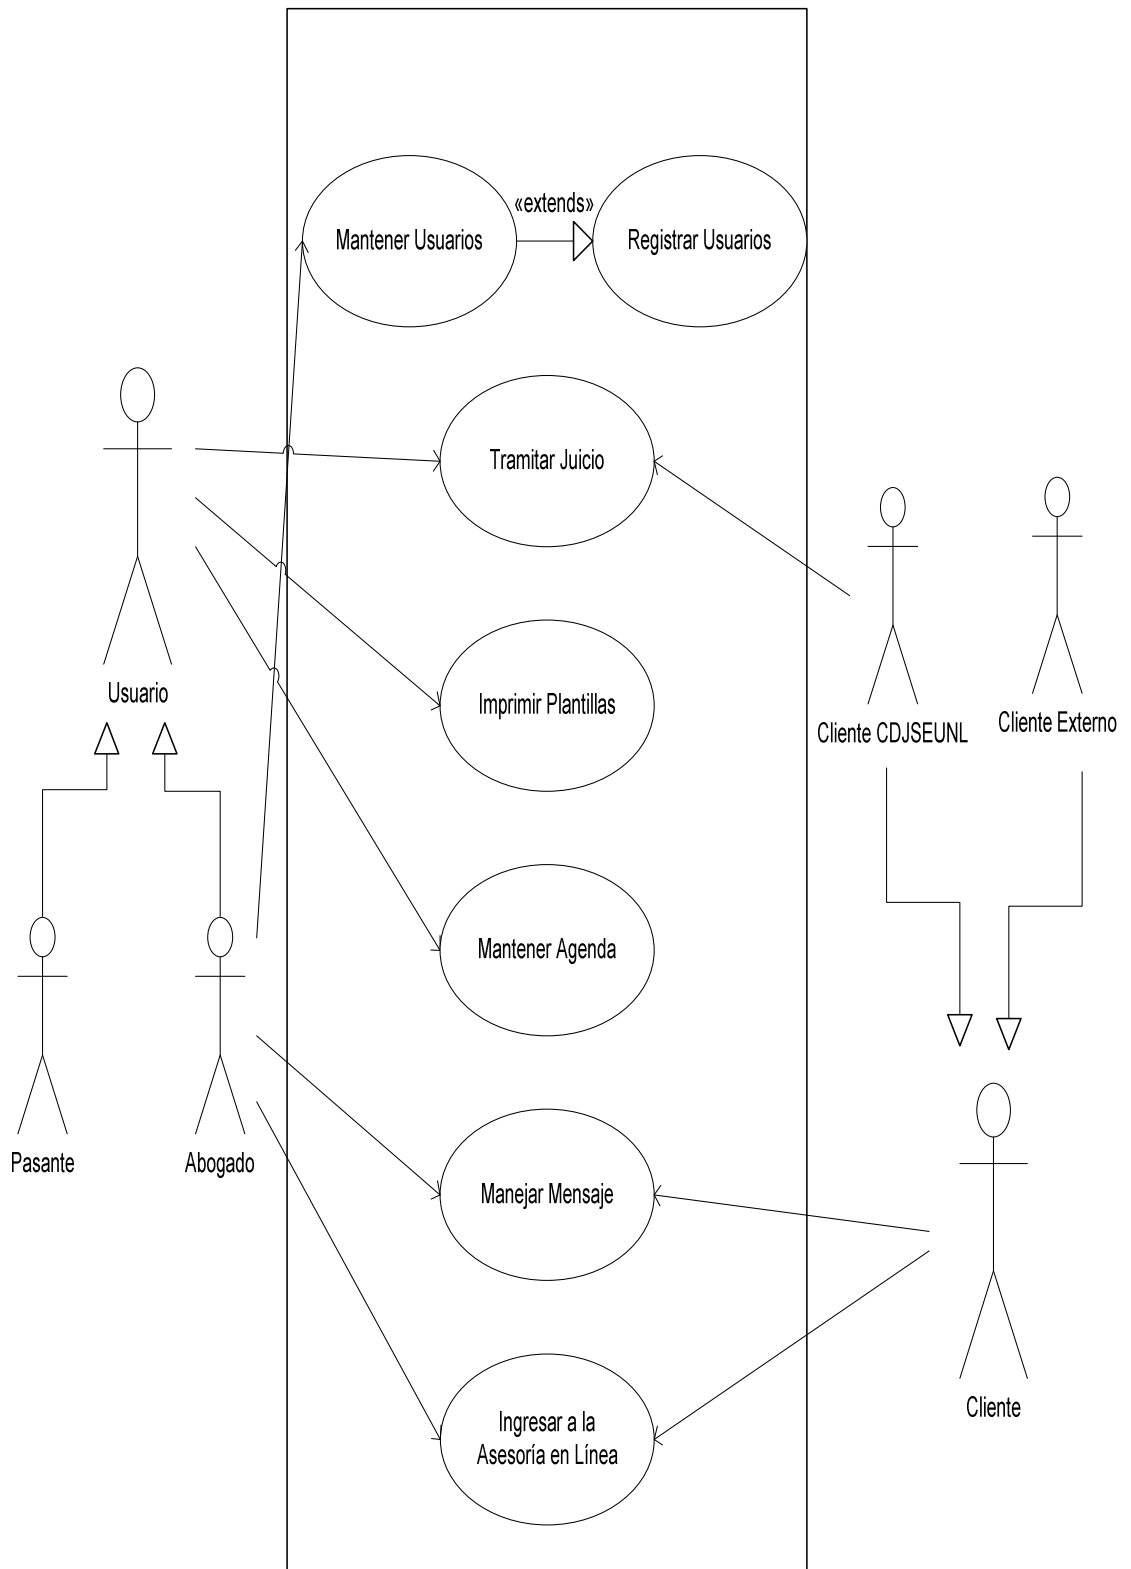 «extends»
Mantener Usuarios
Registrar Usuarios
Tramitar Juicio
Usuario
Imprimir Plantillas
Cliente CDJSEUNL
Cliente Externo
Mantener Agenda
Pasante
Abogado
Manejar Mensaje
Cliente
Ingresar a la
Asesoría en Línea